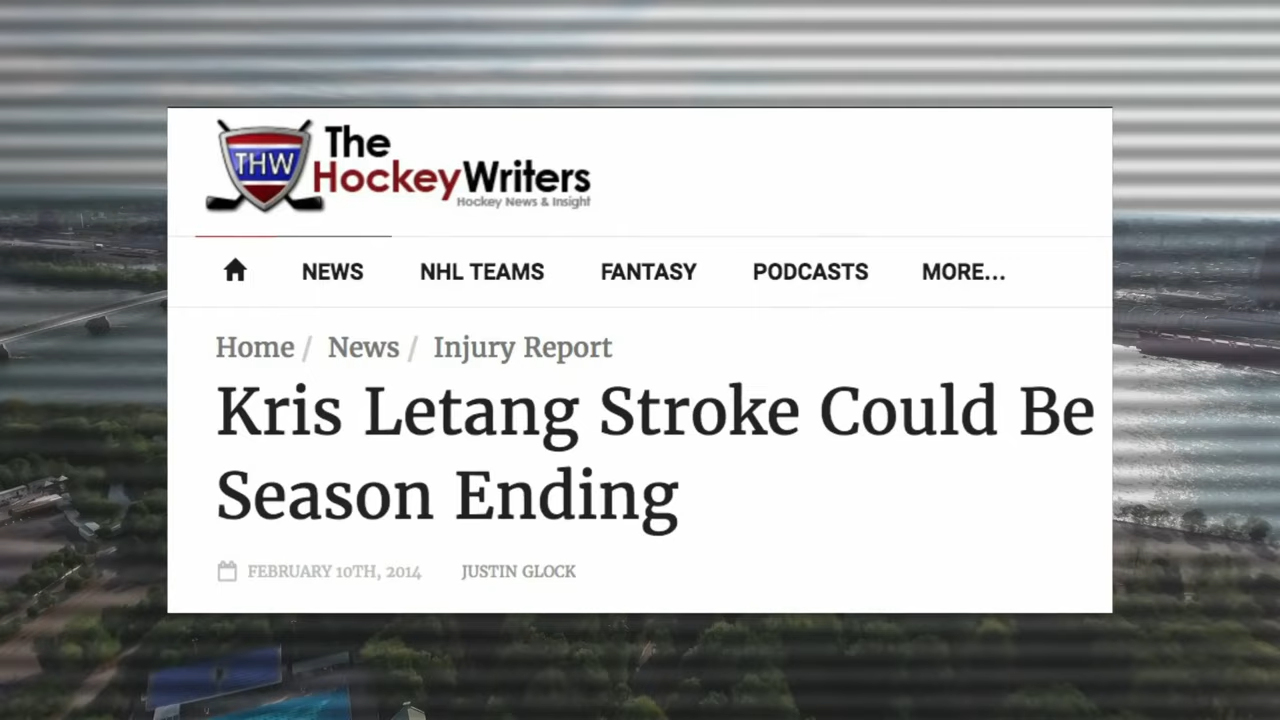 THW
The
HockeyWriters
Hockey News & Insight
NEWS NHL TEAMS FANTASY PODCASTS MORE...
Home / News / Injury Report
Kris Letang Stroke Could Be
Season Ending
FEBRUARY 10TH, 2014 JUSTIN GLOCK